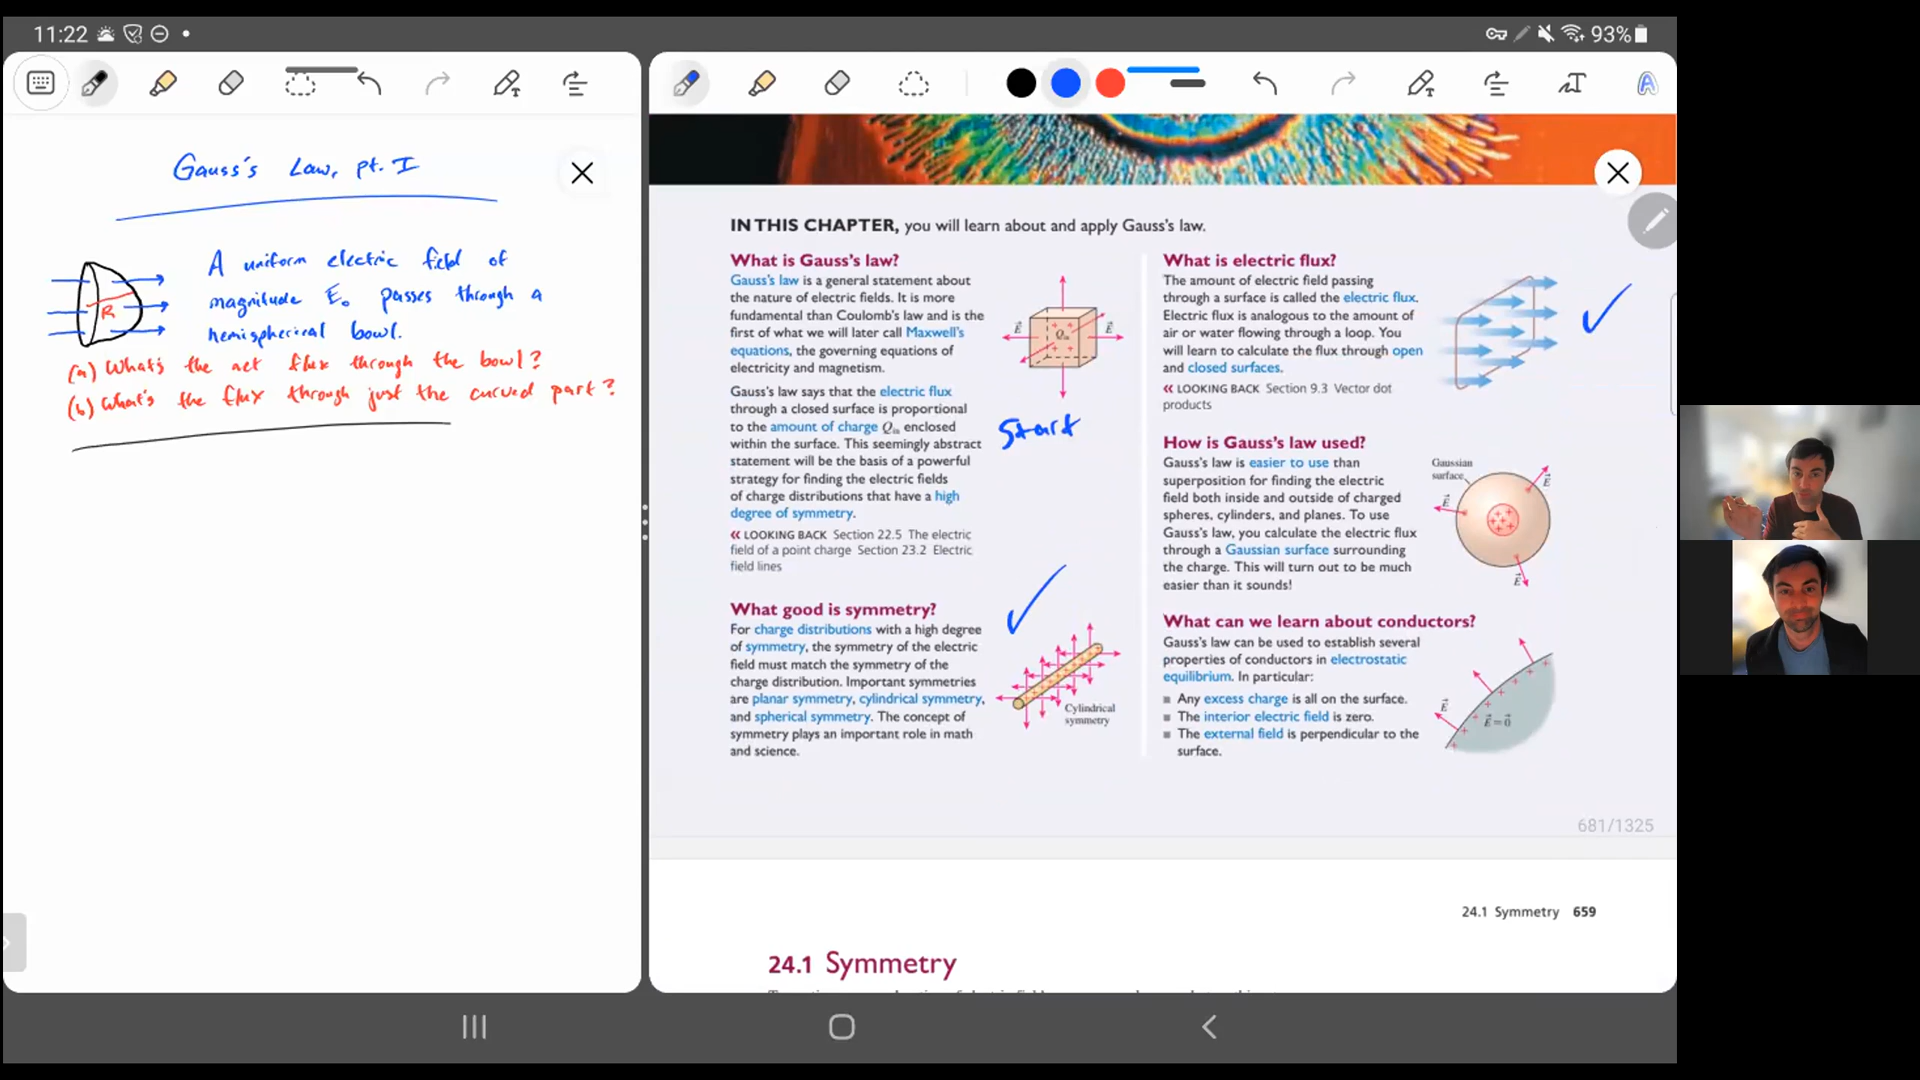 11:22
93%
Gauss's Law, pt. I
A uniform electric field of
magnitude E₀ passes through a
hemispherical bowl.
R
(a) What's the net flux through the bowl?
(b) What's the flux through just the curved part?
IN THIS CHAPTER, you will learn about and apply Gauss's law.
What is Gauss's law?
Gauss's law is a general statement about
the nature of electric fields. It is more
fundamental than Coulomb's law and is the
first of what we will later call Maxwell's
equations, the governing equations of
electricity and magnetism.
Gauss's law says that the electric flux
through a closed surface is proportional
to the amount of charge Qin enclosed
within the surface. This seemingly abstract
statement will be the basis of a powerful
strategy for finding the electric fields
of charge distributions that have a high
degree of symmetry.
« LOOKING BACK Section 22.5 The electric
field of a point charge Section 23.2 Electric
field lines
E
Qin
E
Start
What good is symmetry?
For charge distributions with a high degree
of symmetry, the symmetry of the electric
field must match the symmetry of the
charge distribution. Important symmetries
are planar symmetry, cylindrical symmetry,
and spherical symmetry. The concept of
symmetry plays an important role in math
and science.
Cylindrical
symmetry
What is electric flux?
The amount of electric field passing
through a surface is called the electric flux.
Electric flux is analogous to the amount of
air or water flowing through a loop. You
will learn to calculate the flux through open
and closed surfaces.
« LOOKING BACK Section 9.3 Vector dot
products
How is Gauss's law used?
Gauss's law is easier to use than
superposition for finding the electric
field both inside and outside of charged
spheres, cylinders, and planes. To use
Gauss's law, you calculate the electric flux
through a Gaussian surface surrounding
the charge. This will turn out to be much
easier than it sounds!
Gaussian
surface
E
E
E
What can we learn about conductors?
Gauss's law can be used to establish several
properties of conductors in electrostatic
equilibrium. In particular:
■ Any excess charge is all on the surface.
■ The interior electric field is zero.
■ The external field is perpendicular to the
surface.
E
E = 0
681/1325
24.1 Symmetry 659
24.1 Symmetry